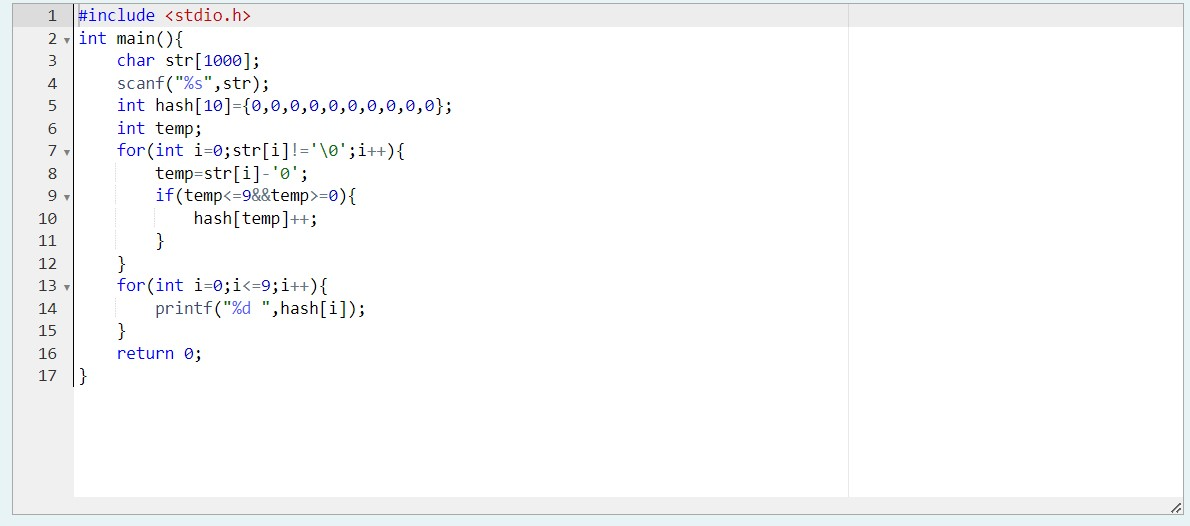 1 #include <stdio.h>
2 int main(){
3     char str[1000];
4     scanf("%s",str);
5     int hash[10]={0,0,0,0,0,0,0,0,0,0};
6     int temp;
7     for(int i=0;str[i]!='\0';i++){
8         temp=str[i]-'0';
9         if(temp<=9&&temp>=0){
10             hash[temp]++;
11         }
12     }
13     for(int i=0;i<=9;i++){
14         printf("%d ",hash[i]);
15     }
16     return 0;
17 }